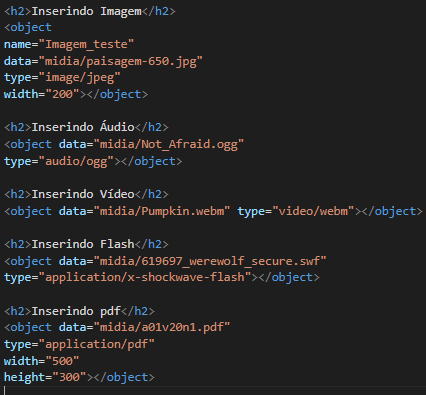 <h2>Inserindo Imagem</h2>
<object
name="Imagem_teste"
data="midia/paisagem-650.jpg"
type="image/jpeg"
width="200"></object>
<h2>Inserindo Áudio</h2>
<object data="midia/Not_Afraid.ogg"
type="audio/ogg"></object>
<h2>Inserindo Vídeo</h2>
<object data="midia/Pumpkin.webm" type="video/webm"></object>
<h2>Inserindo Flash</h2>
<object data="midia/619697_werewolf_secure.swf"
type="application/x-shockwave-flash"></object>
<h2>Inserindo pdf</h2>
<object data="midia/a01v20n1.pdf"
type="application/pdf"
width="500"
height="300"></object>